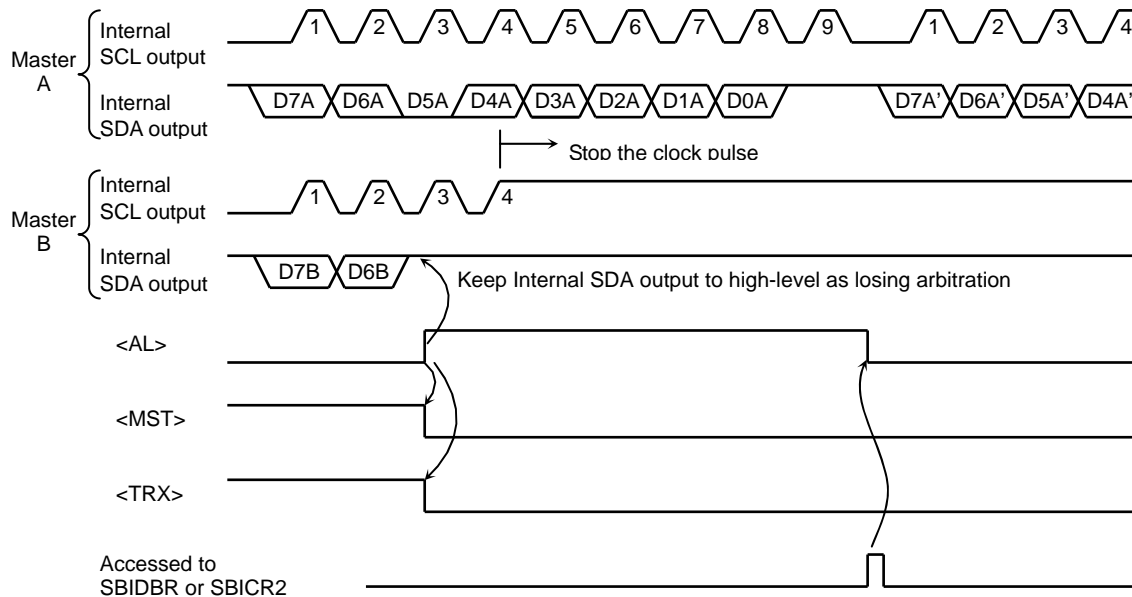 Master
A
Internal
SCL output
1 2 3 4 5 6 7 8 9 1 2 3 4
Internal
SDA output
D7A D6A D5A D4A D3A D2A D1A D0A D7A' D6A' D5A' D4A'
Stop the clock pulse
Master
B
Internal
SCL output
1 2 3 4
Internal
SDA output
D7B D6B
Keep Internal SDA output to high-level as losing arbitration
<AL>
<MST>
<TRX>
Accessed to
SBIDBR or SBICR2